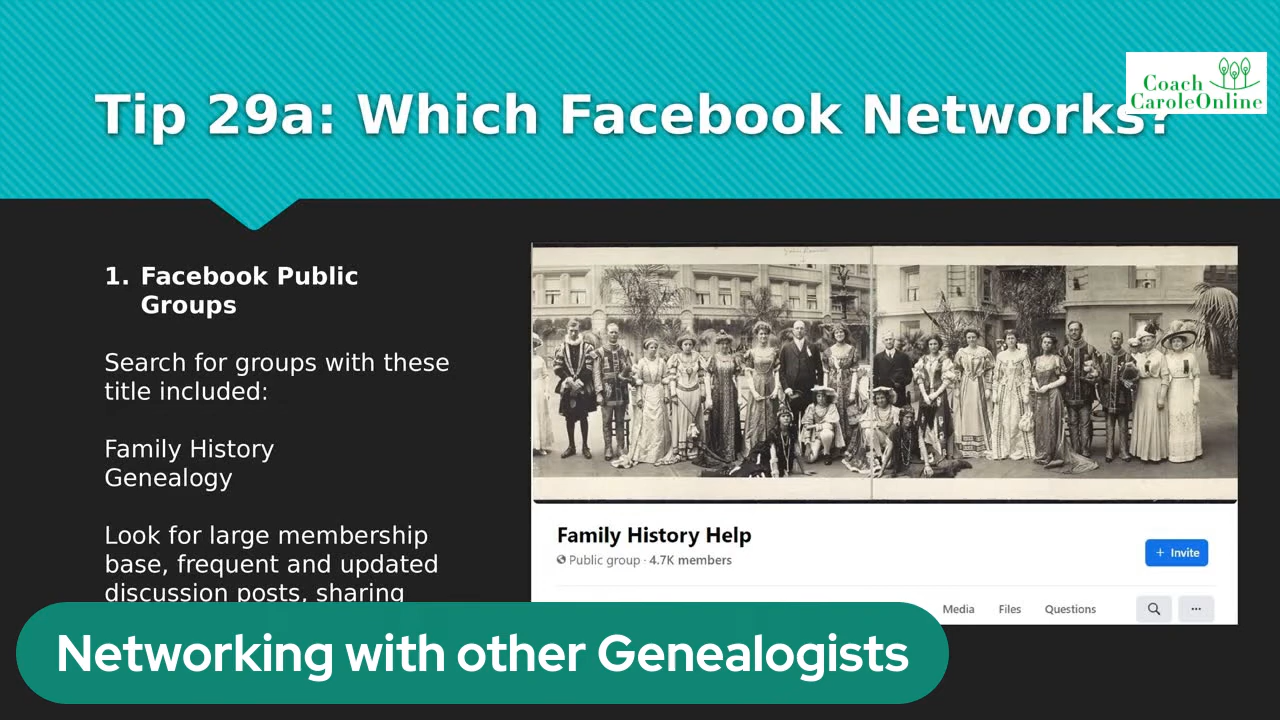 Tip 29a: Which Facebook Networks?
Coach
CaroleOnline
1. Facebook Public
Groups
Search for groups with these
title included:
Family History
Genealogy
Look for large membership
base, frequent and updated
discussion posts, sharing
Family History Help
Public group · 4.7K members
+ Invite
Media Files Questions
Networking with other Genealogists